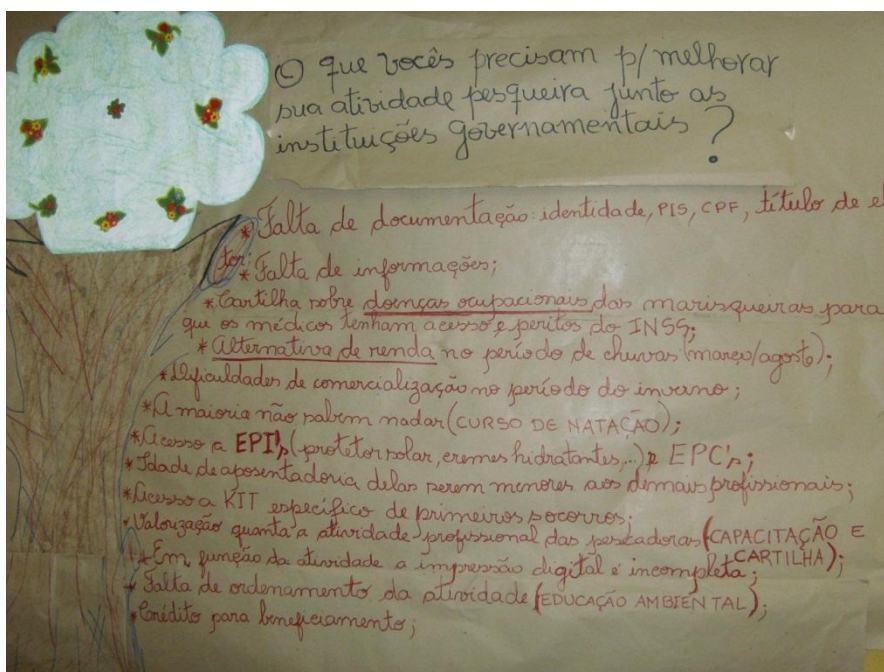 O que vocês precisam p/ melhorar
sua atividade pesqueira junto as
instituições governamentais ?
* Falta de documentação: identidade, PIS, CPF, título de elei
tor;
* Falta de informações;
* Cartilha sobre doenças ocupacionais das marisqueiras para
que os médicos tenham acesso e peritos do INSS;
* Alternativa de renda no período de chuvas (março/agosto);
* Dificuldades de comercialização no período do inverno;
* A maioria não sabem nadar (CURSO DE NATAÇÃO);
* Acesso a EPI's (protetor solar, cremes hidratantes,...) e EPC's;
* Idade de aposentadoria delas serem menores aos demais profissionais;
* Acesso a KIT específico de primeiros socorros;
* Valorização quanta a atividade profissional das pescadoras (CAPACITAÇÃO E
CARTILHA);
* Em função da atividade a impressão digital é incompleta;
* Falta de ordenamento da atividade (EDUCAÇÃO AMBIENTAL);
* Crédito para beneficiamento;